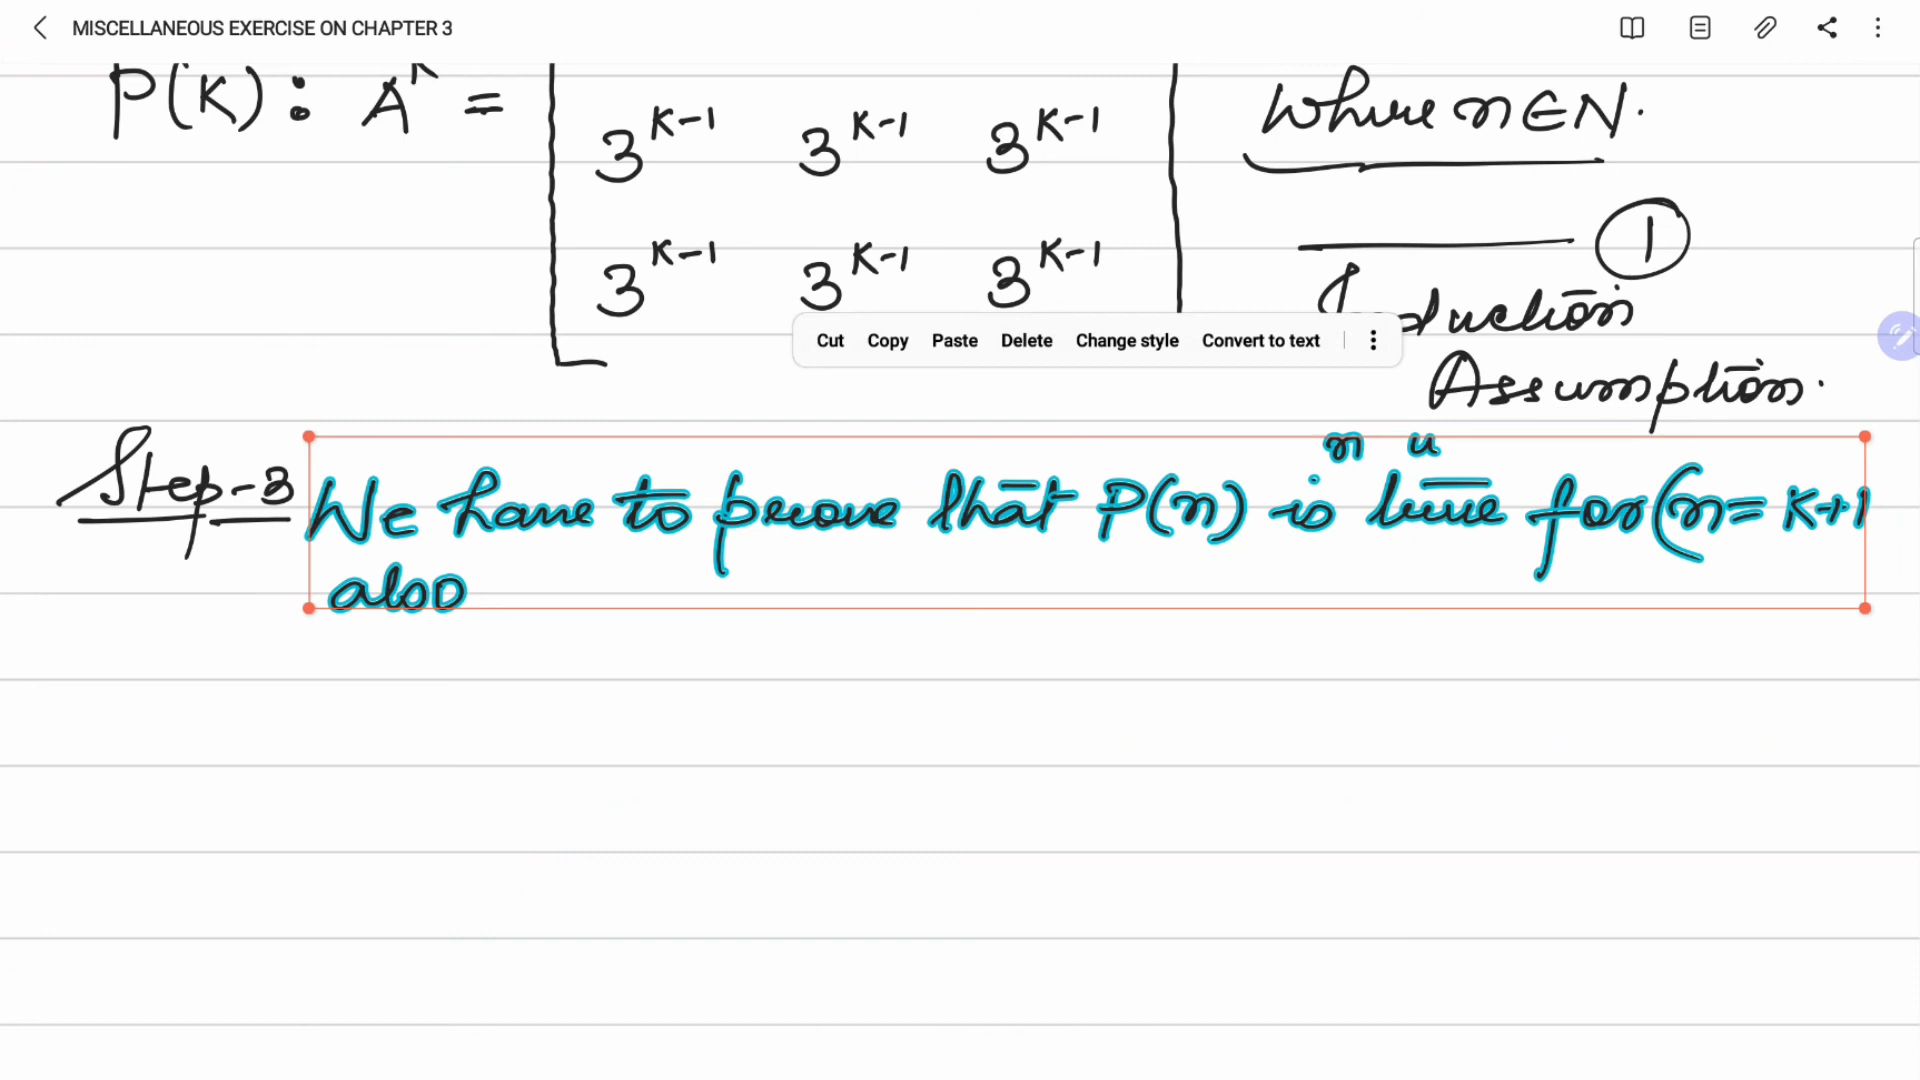 MISCELLANEOUS EXERCISE ON CHAPTER 3
P(K): A^K =
3^K-1 3^K-1 3^K-1
where n∈N.
3^K-1 3^K-1 3^K-1
1
Induction
Cut Copy Paste Delete Change style Convert to text
Assumption.
n u
Step-3 We have to prove that P(n) is true for (n = K+1
also